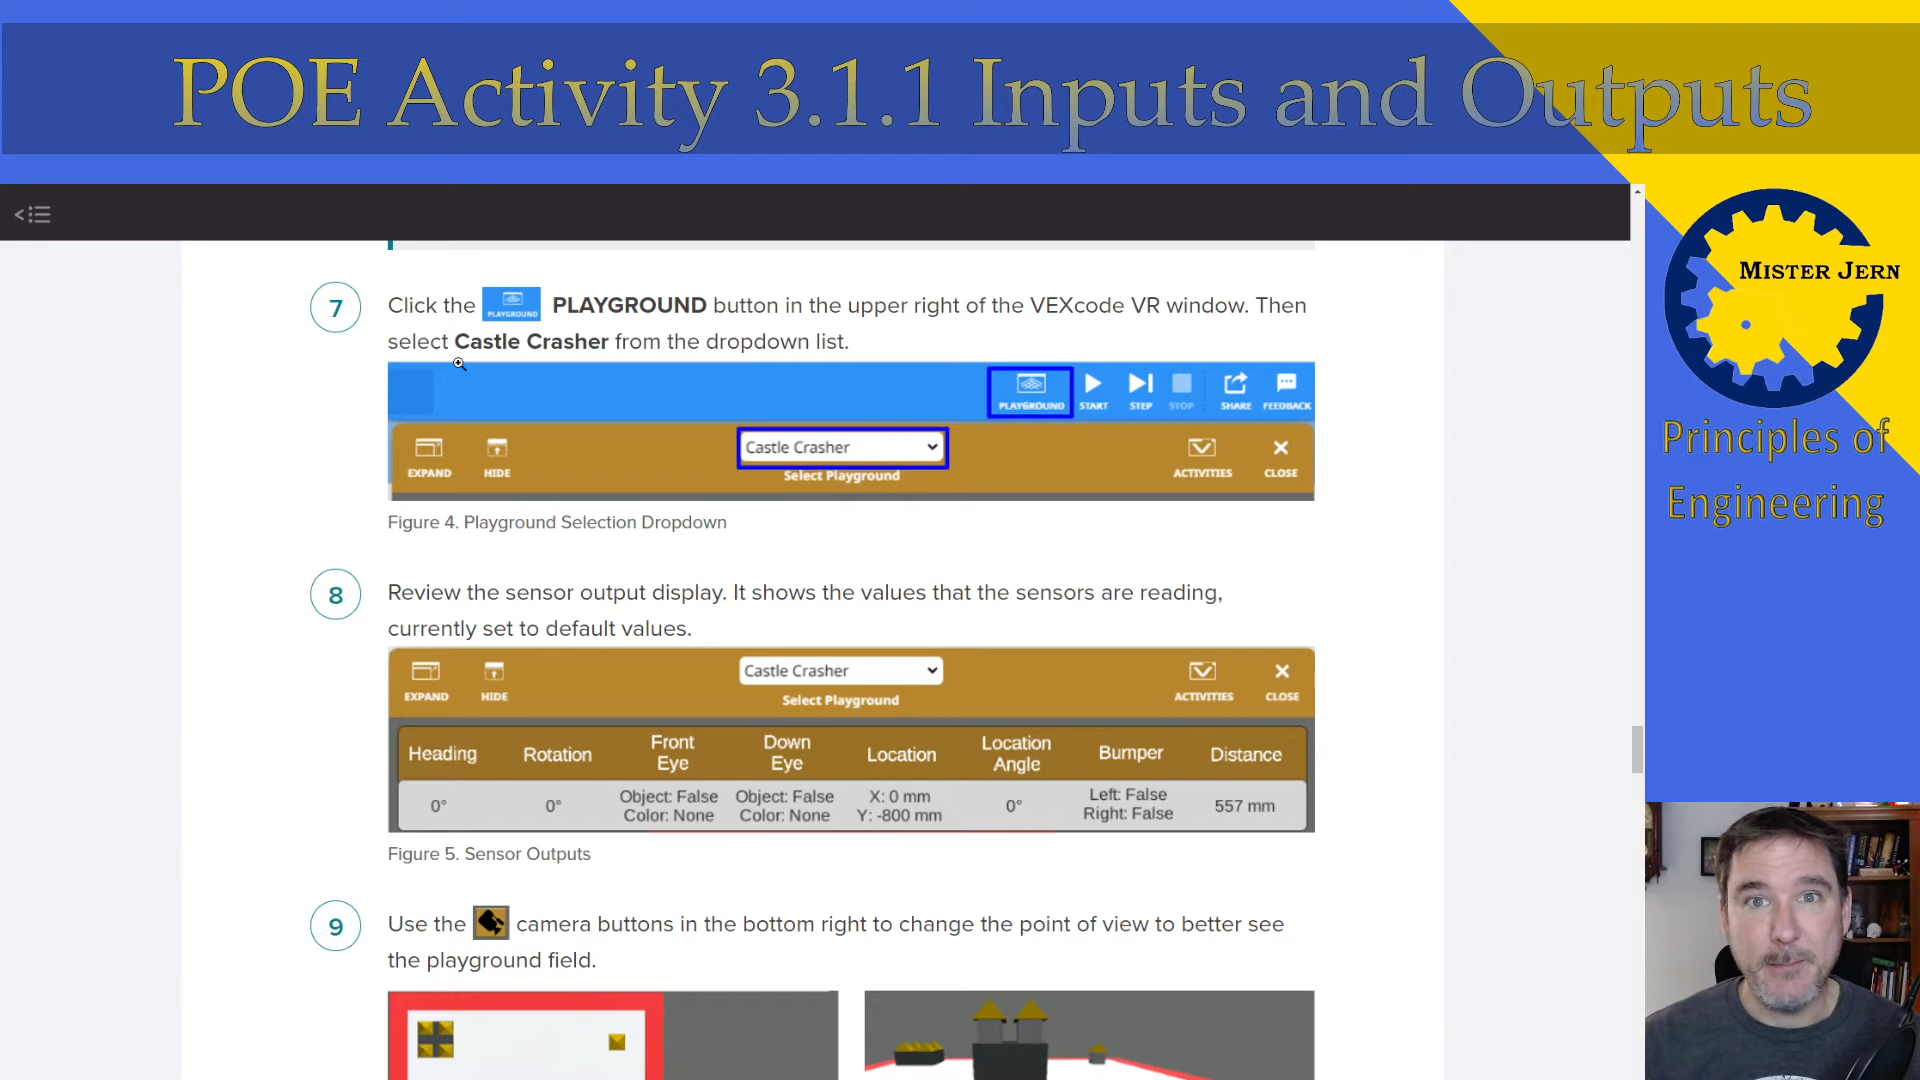 POE Activity 3.1.1 Inputs and Outputs
MISTER JERN
Principles of
Engineering
7
Click the PLAYGROUND PLAYGROUND button in the upper right of the VEXcode VR window. Then
select Castle Crasher from the dropdown list.
PLAYGROUND START STEP STOP SHARE FEEDBACK
EXPAND HIDE Castle Crasher ACTIVITIES CLOSE
Select Playground
Figure 4. Playground Selection Dropdown
8
Review the sensor output display. It shows the values that the sensors are reading,
currently set to default values.
EXPAND HIDE Castle Crasher ACTIVITIES CLOSE
Select Playground
Heading Rotation Front Eye Down Eye Location Location Angle Bumper Distance
0° 0° Object: False Object: False X: 0 mm 0° Left: False 557 mm
Color: None Color: None Y: -800 mm Right: False
Figure 5. Sensor Outputs
9
Use the camera buttons in the bottom right to change the point of view to better see
the playground field.